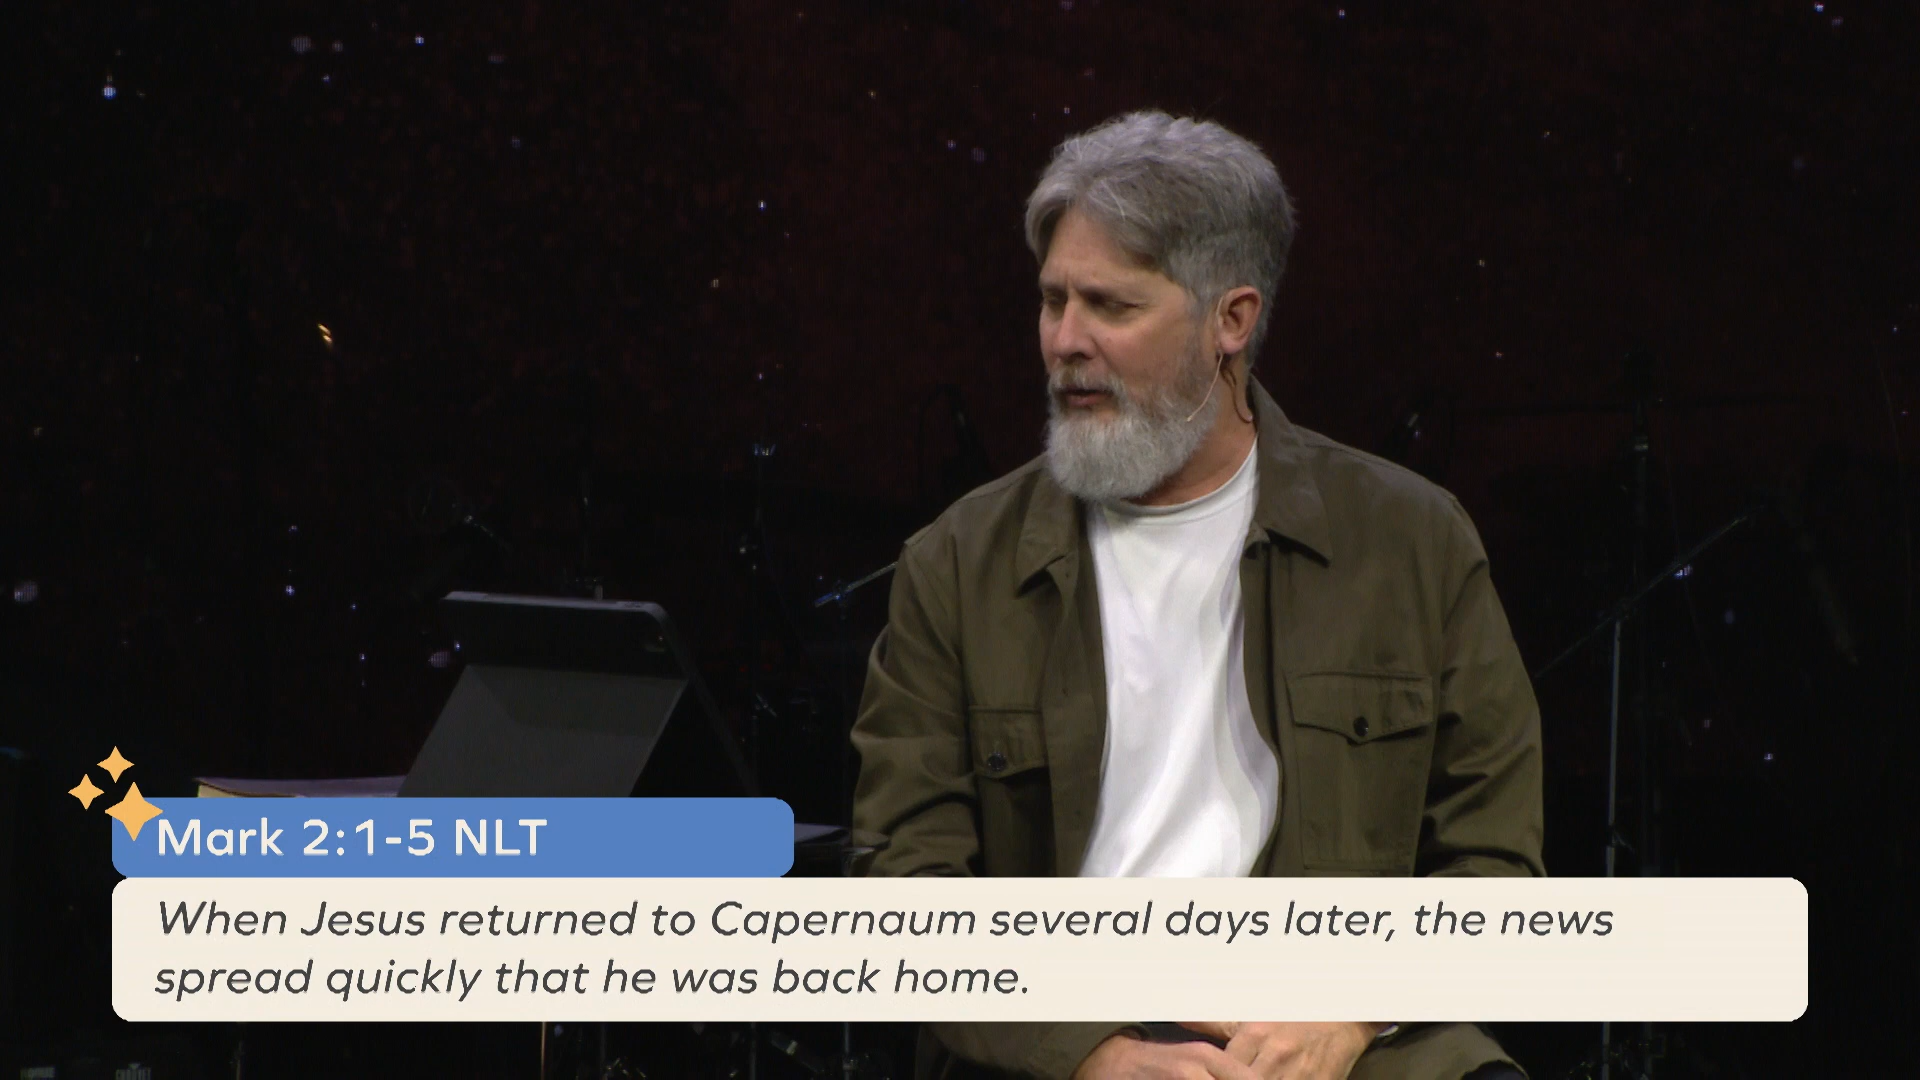 Mark 2:1-5 NLT
When Jesus returned to Capernaum several days later, the news
spread quickly that he was back home.